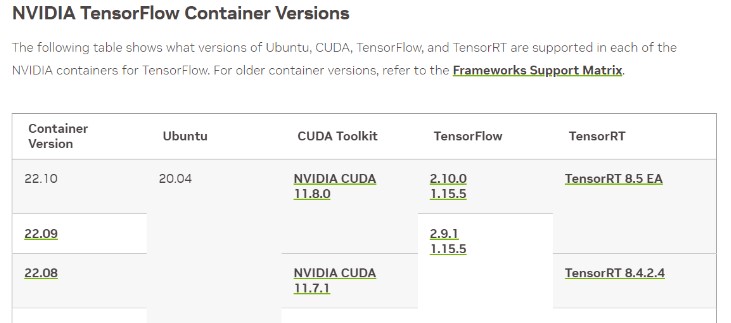 NVIDIA TensorFlow Container Versions
The following table shows what versions of Ubuntu, CUDA, TensorFlow, and TensorRT are supported in each of the
NVIDIA containers for TensorFlow. For older container versions, refer to the Frameworks Support Matrix.
Container Version Ubuntu CUDA Toolkit TensorFlow TensorRT
22.10 20.04 NVIDIA CUDA 2.10.0 TensorRT 8.5 EA
11.8.0 1.15.5
22.09 2.9.1
1.15.5
22.08 NVIDIA CUDA TensorRT 8.4.2.4
11.7.1